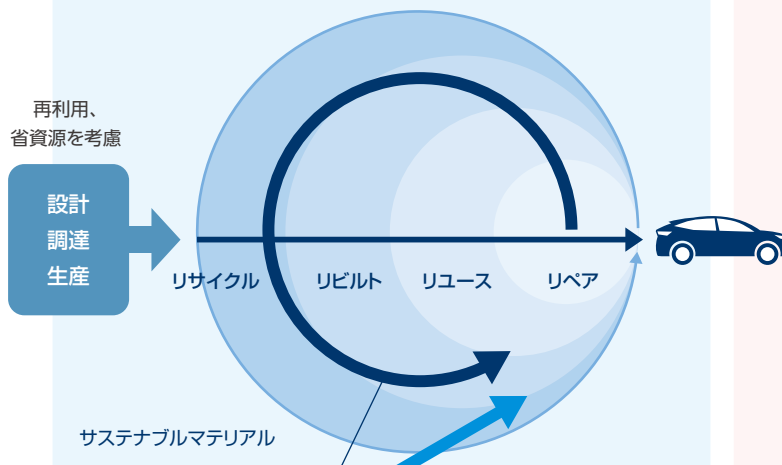 再利用、
省資源を考慮
設計
調達
生産
リサイクル
リビルト
リユース
リペア
サステナブルマテリアル